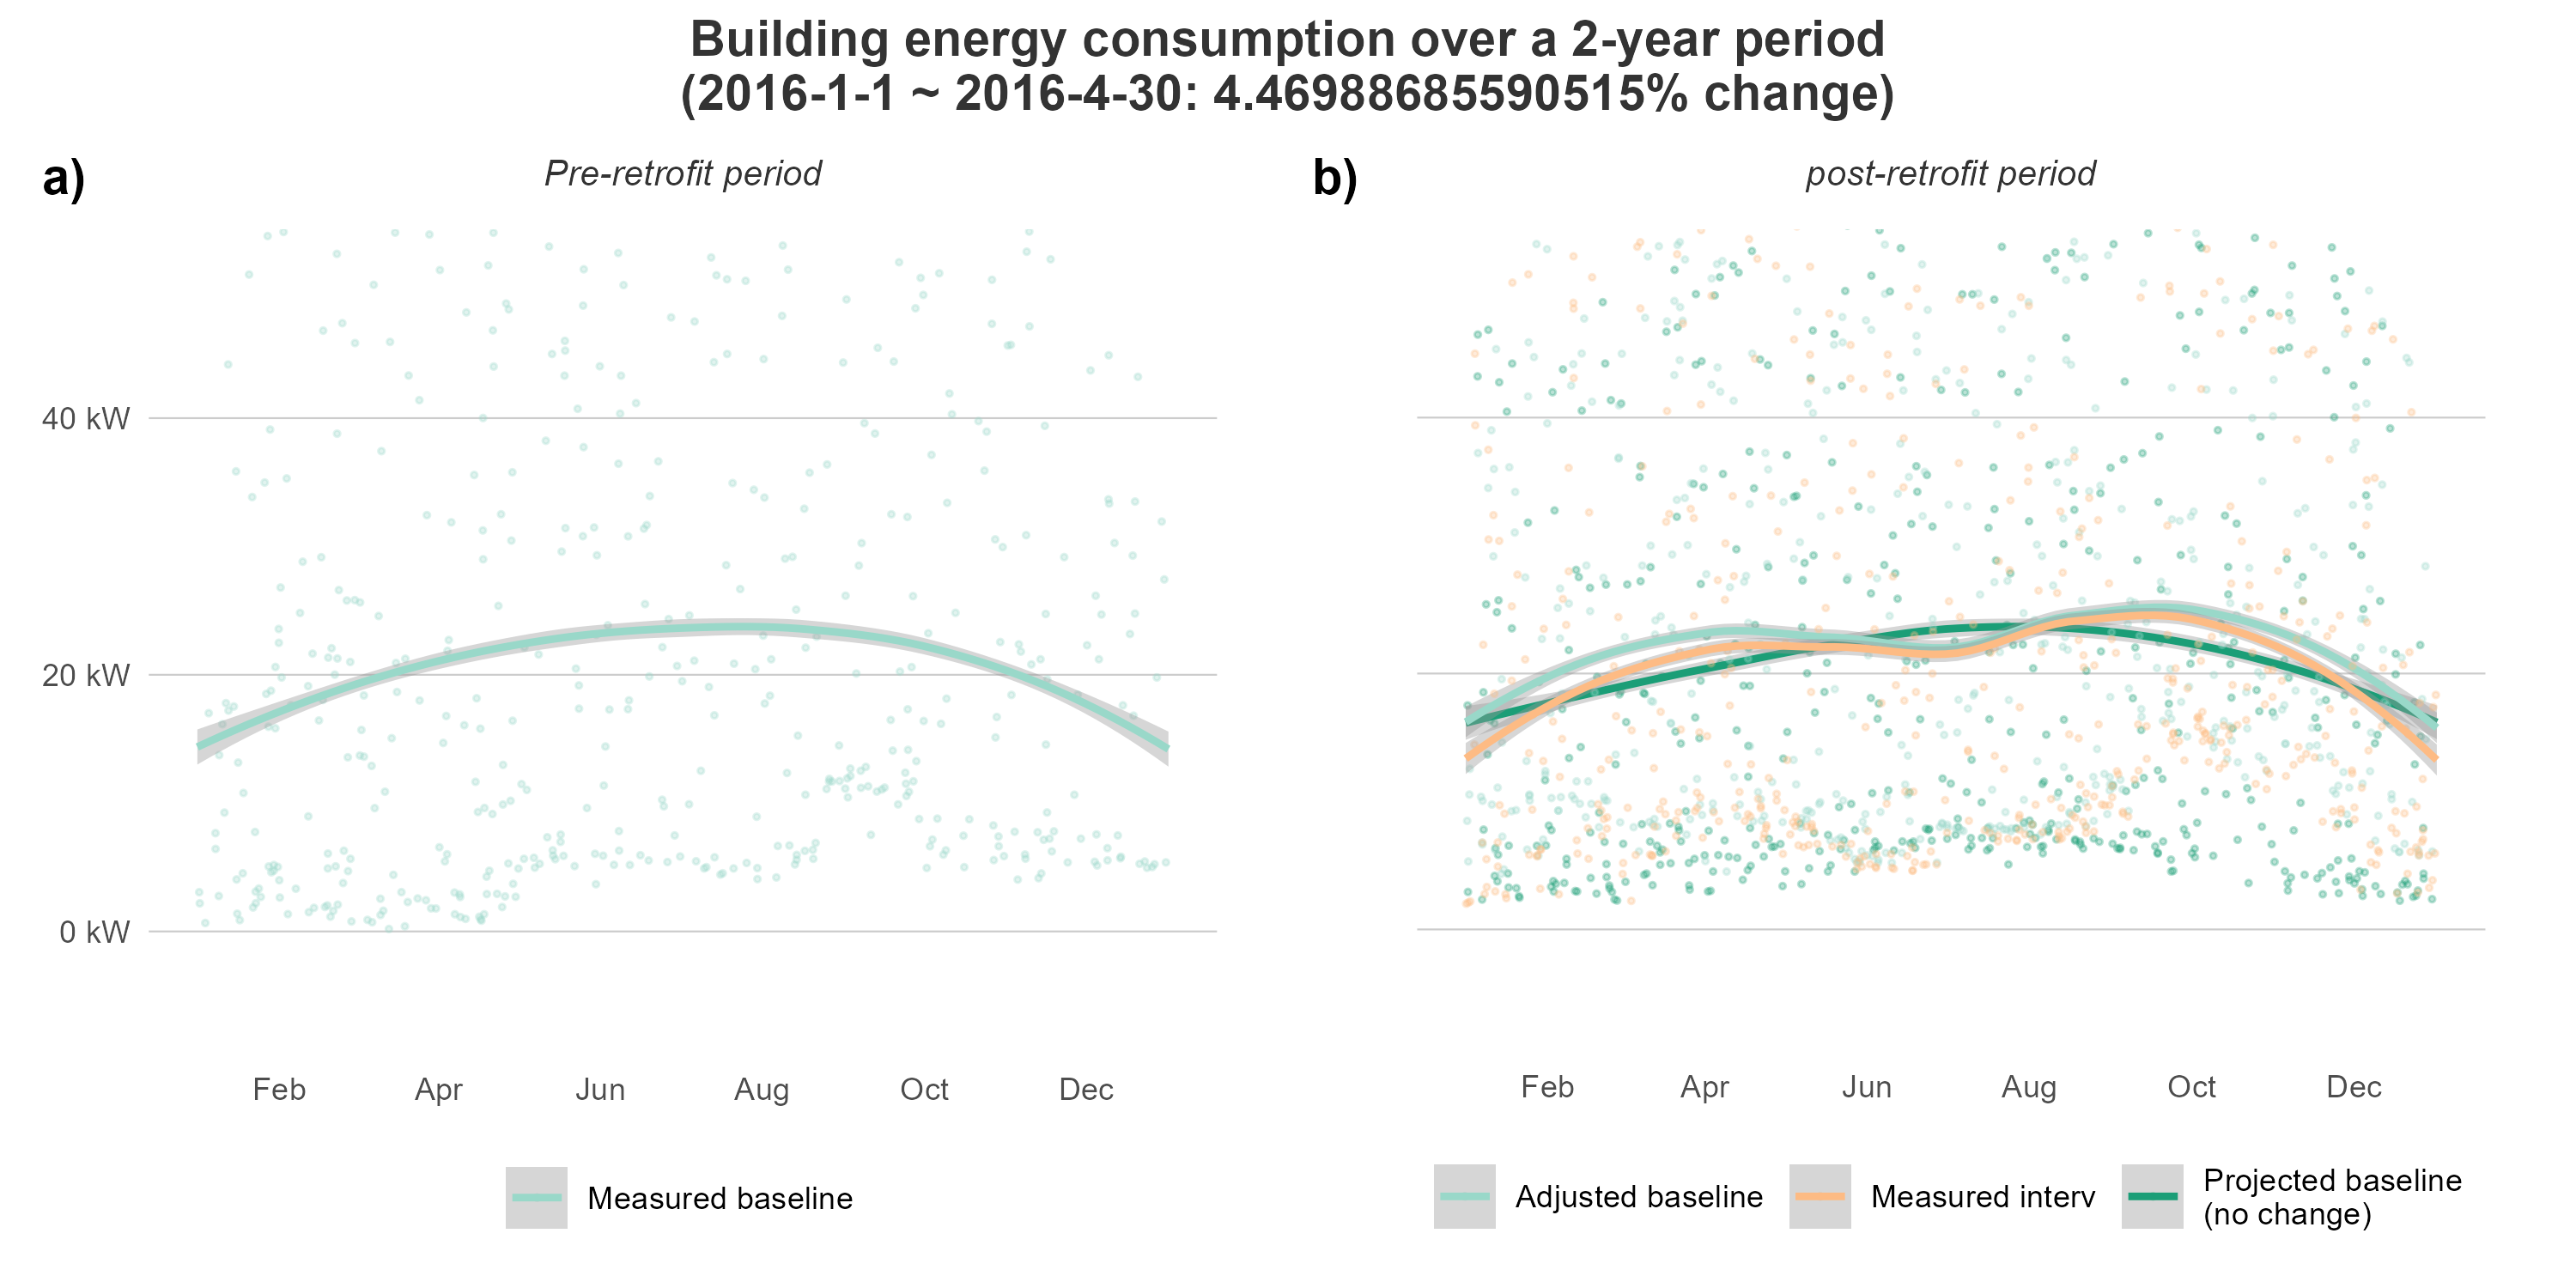 Building energy consumption over a 2-year period
(2016-1-1 ~ 2016-4-30: 4.46988685590515% change)
a)
Pre-retrofit period
b)
post-retrofit period
40 kW
20 kW
0 kW
Feb Apr Jun Aug Oct Dec
Feb Apr Jun Aug Oct Dec
Measured baseline
Adjusted baseline
Measured interv
Projected baseline
(no change)